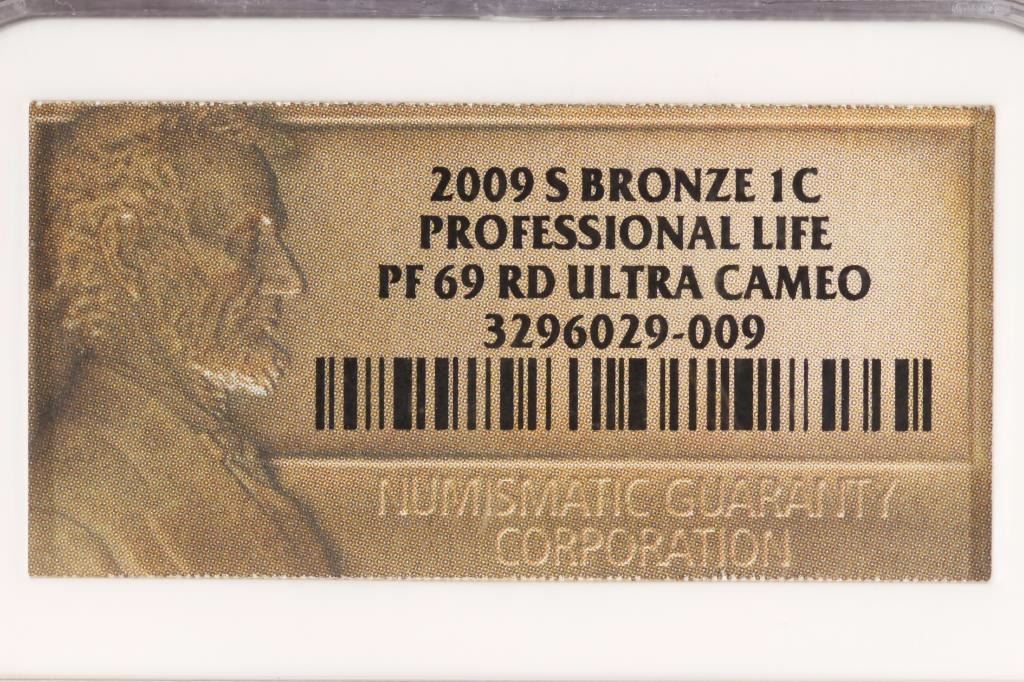 2009 S BRONZE 1C
PROFESSIONAL LIFE
PF 69 RD ULTRA CAMEO
3296029-009
NUMISMATIC GUARANTY
CORPORATION